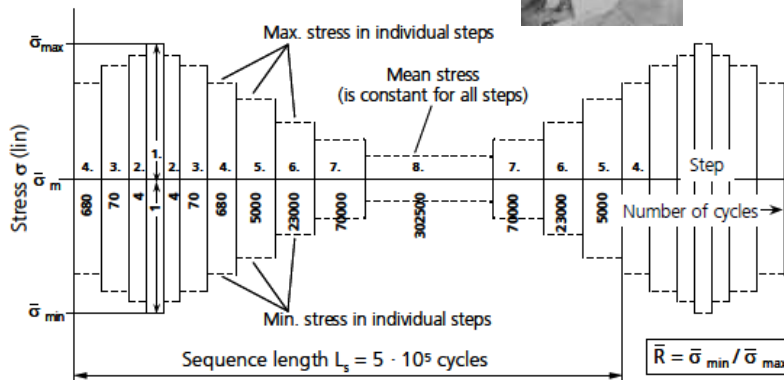 σ̄max
Max. stress in individual steps
Mean stress
(is constant for all steps)
Stress σ (lin)
4. 3. 2. 1. 2. 3. 4. 5. 6. 7. 8. 7. 6. 5. 4. Step
σ̄ m
680 70 4 1 4 70 680 5000 23000 70000 302500 70000 23000 5000 Number of cycles
σ̄ min
Min. stress in individual steps
Sequence length Ls = 5 · 10⁵ cycles
R̄ = σ̄ min / σ̄ max